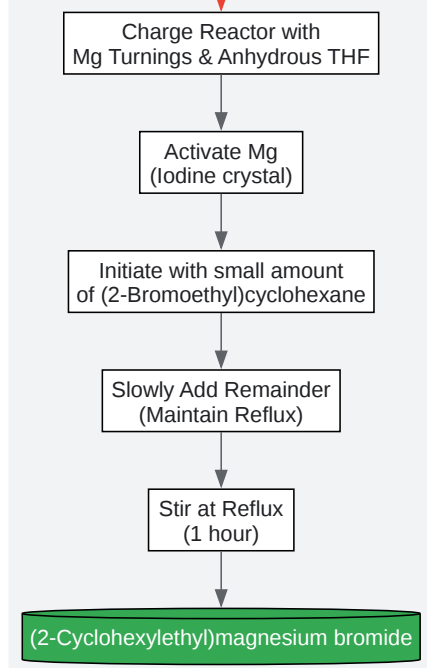 Charge Reactor with
Mg Turnings & Anhydrous THF
Activate Mg
(Iodine crystal)
Initiate with small amount
of (2-Bromoethyl)cyclohexane
Slowly Add Remainder
(Maintain Reflux)
Stir at Reflux
(1 hour)
(2-Cyclohexylethyl)magnesium bromide